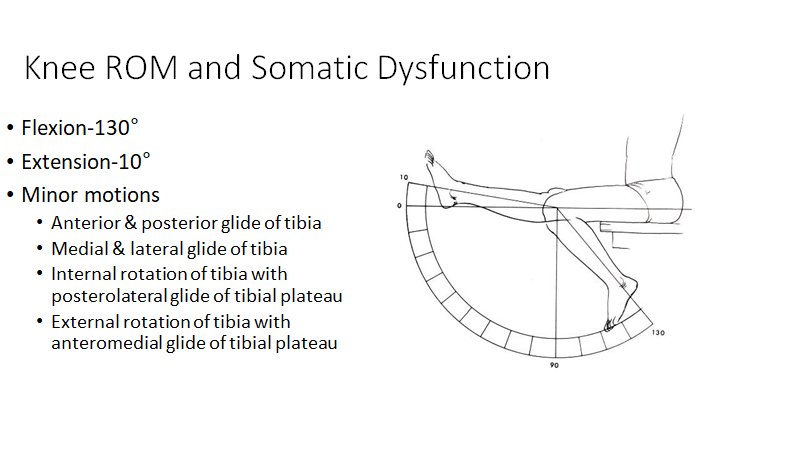 Knee ROM and Somatic Dysfunction
• Flexion-130°
• Extension-10°
• Minor motions
• Anterior & posterior glide of tibia
• Medial & lateral glide of tibia
• Internal rotation of tibia with
posterolateral glide of tibial plateau
• External rotation of tibia with
anteromedial glide of tibial plateau
10
0
90
130